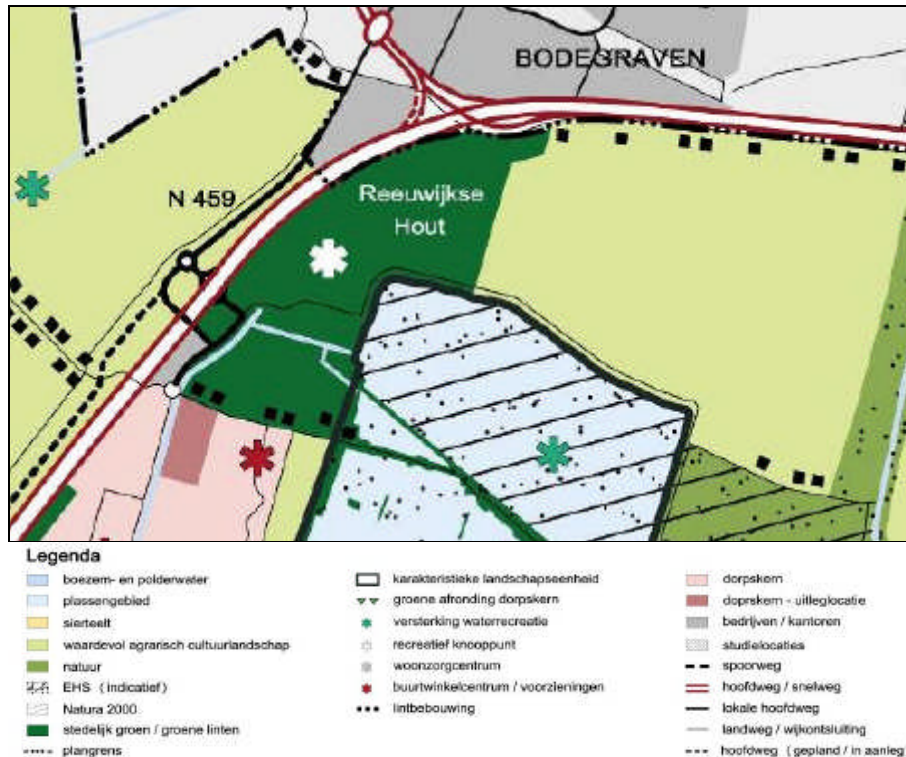 BODEGRAVEN
N 459
Reeuwijkse
Hout
Legenda
boezem- en polderwater
plassengebied
sierteelt
waardevol agrarisch cultuurlandschap
natuur
EHS ( indicatief )
Natura 2000
stedelijk groen / groene linten
plangrens
karakteristieke landschapseenheid
groene afronding dorpskern
versterking waterrecreatie
recreatief knooppunt
woonzorgcentrum
buurtwinkelcentrum / voorzieningen
lintbebouwing
dorpskern
doprskern - uitleglocatie
bedrijven / kantoren
studielocaties
spoorweg
hoofdweg / snelweg
lokale hoofdweg
landweg / wijkontsluiting
hoofdweg ( gepland / in aanleg